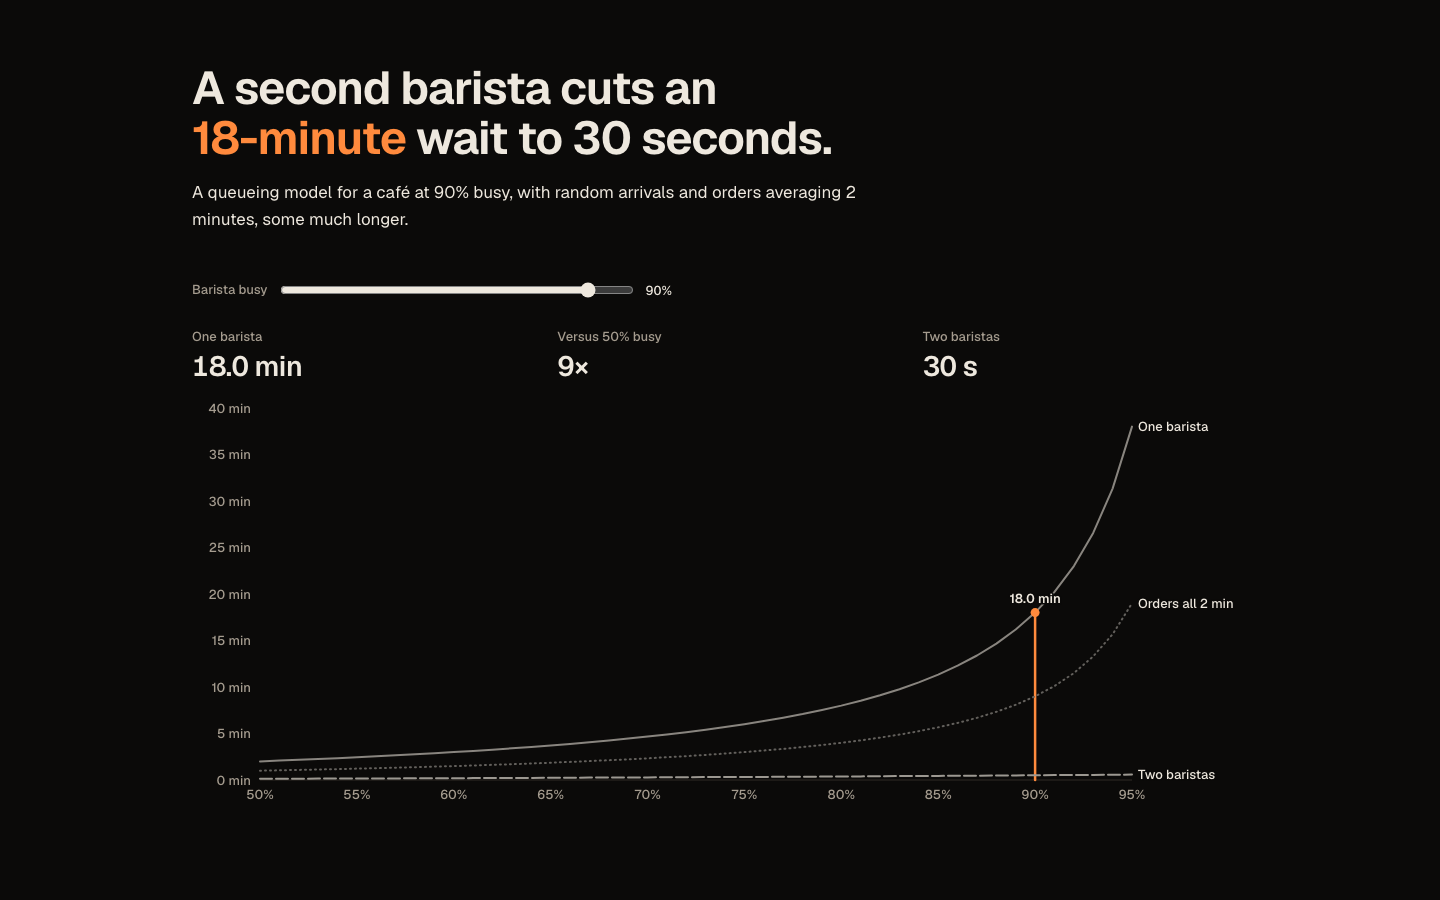 A second barista cuts an
18-minute wait to 30 seconds.
A queueing model for a café at 90% busy, with random arrivals and orders averaging 2
minutes, some much longer.
Barista busy 90%
One barista Versus 50% busy Two baristas
18.0 min 9× 30 s
40 min
One barista
35 min
30 min
25 min
20 min
18.0 min
Orders all 2 min
15 min
10 min
5 min
0 min
Two baristas
50% 55% 60% 65% 70% 75% 80% 85% 90% 95%